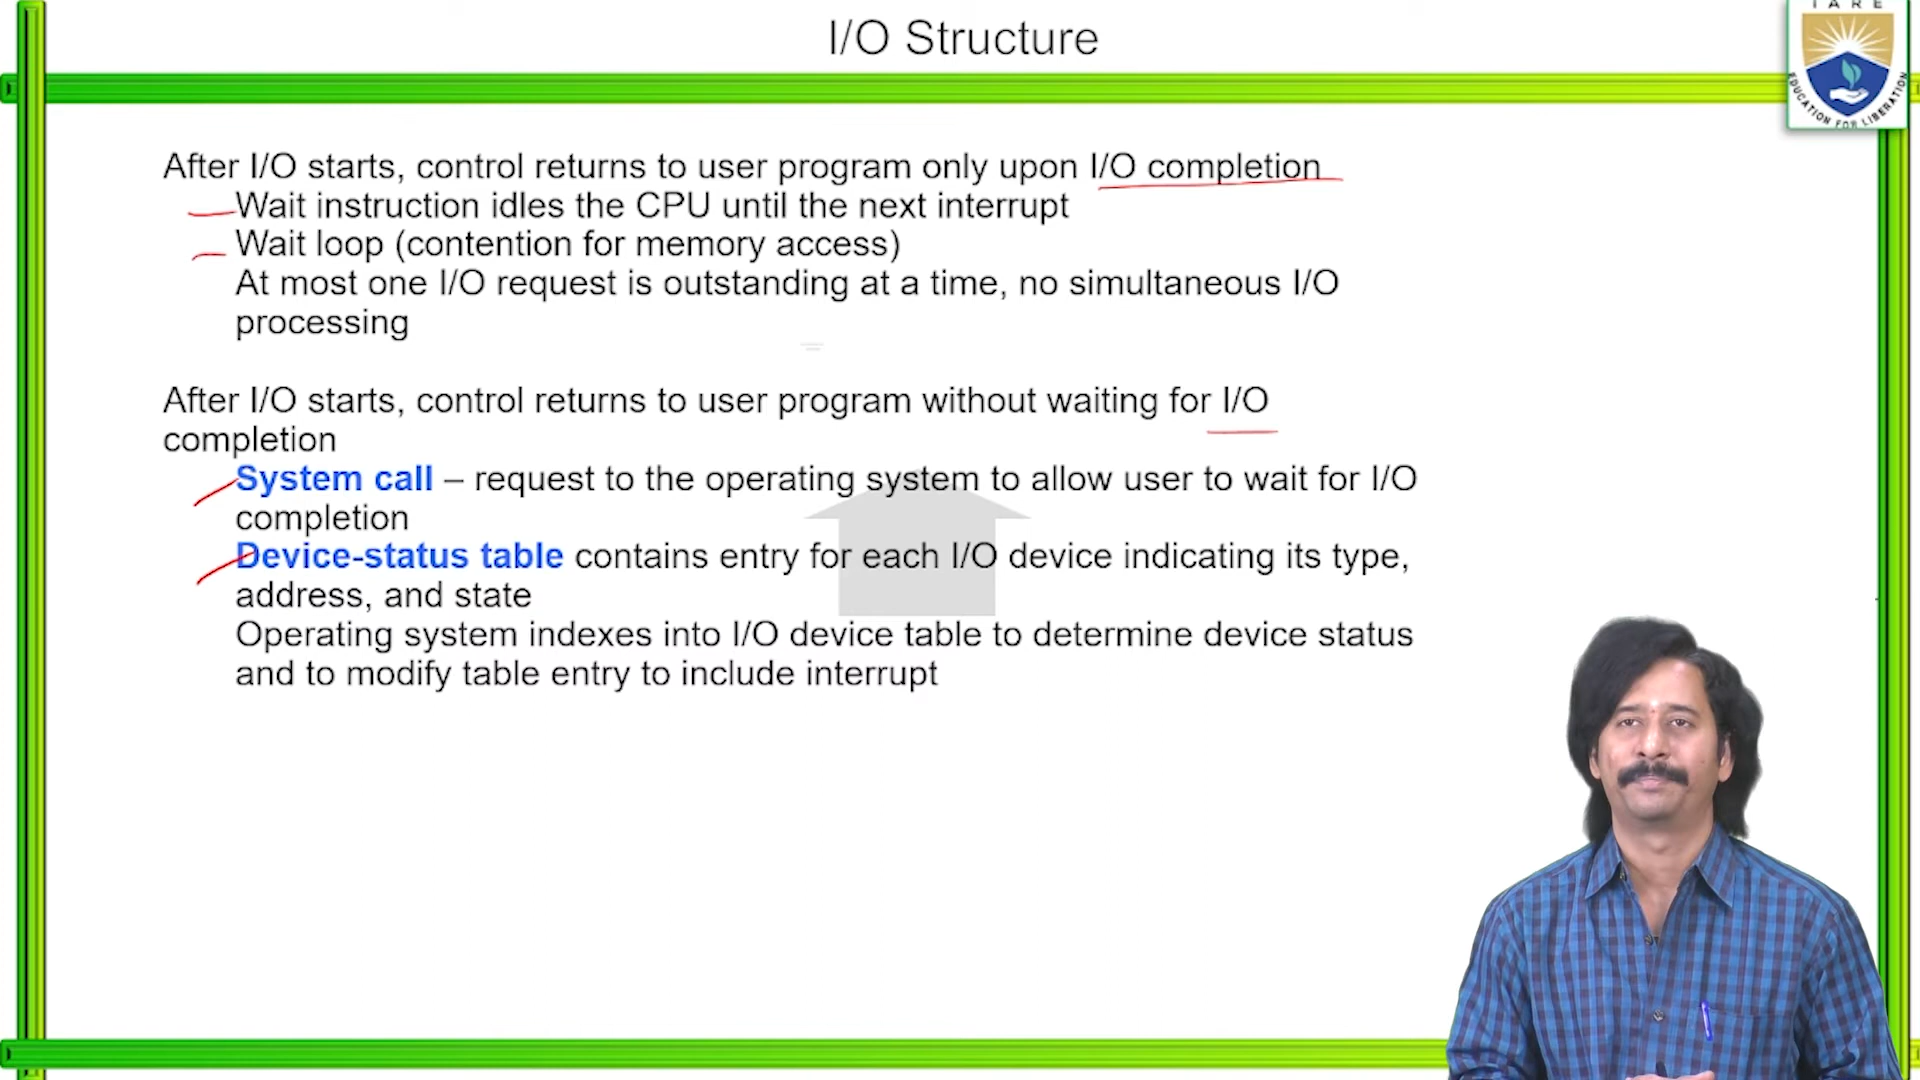 I/O Structure
IARE
EDUCATION FOR LIBERATION
After I/O starts, control returns to user program only upon I/O completion
Wait instruction idles the CPU until the next interrupt
Wait loop (contention for memory access)
At most one I/O request is outstanding at a time, no simultaneous I/O
processing
After I/O starts, control returns to user program without waiting for I/O
completion
System call – request to the operating system to allow user to wait for I/O
completion
Device-status table contains entry for each I/O device indicating its type,
address, and state
Operating system indexes into I/O device table to determine device status
and to modify table entry to include interrupt